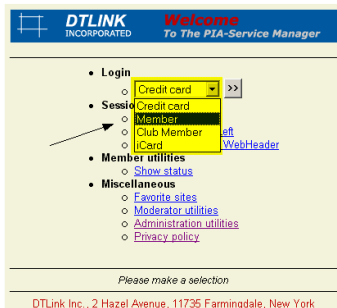 DTLINK
INCORPORATED
Welcome
To The PIA-Service Manager
Login
Credit card
>>
Sessio
Credit card
Member
Club Member
iCard
eft
WebHeader
Member utilities
Show status
Miscellaneous
Favorite sites
Moderator utilities
Administration utilities
Privacy policy
Please make a selection
DTLink Inc., 2 Hazel Avenue, 11735 Farmingdale, New York